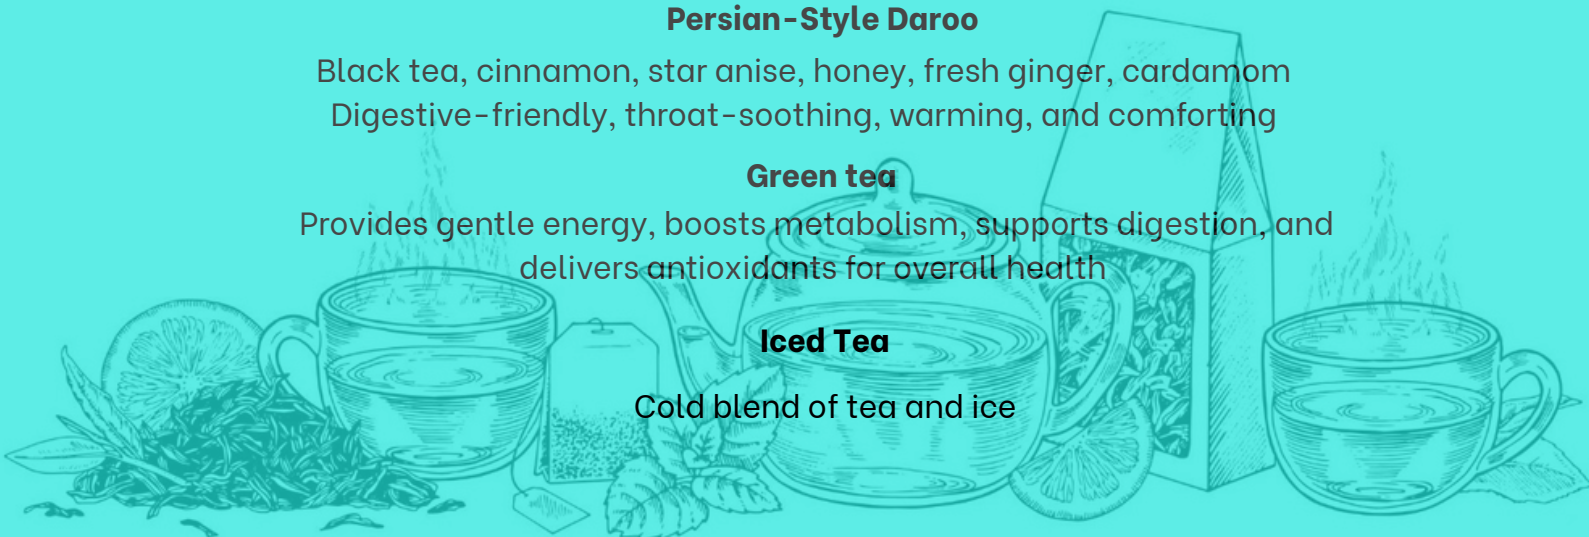 Persian-Style Daroo
Black tea, cinnamon, star anise, honey, fresh ginger, cardamom
Digestive-friendly, throat-soothing, warming, and comforting
Green tea
Provides gentle energy, boosts metabolism, supports digestion, and
delivers antioxidants for overall health
Iced Tea
Cold blend of tea and ice